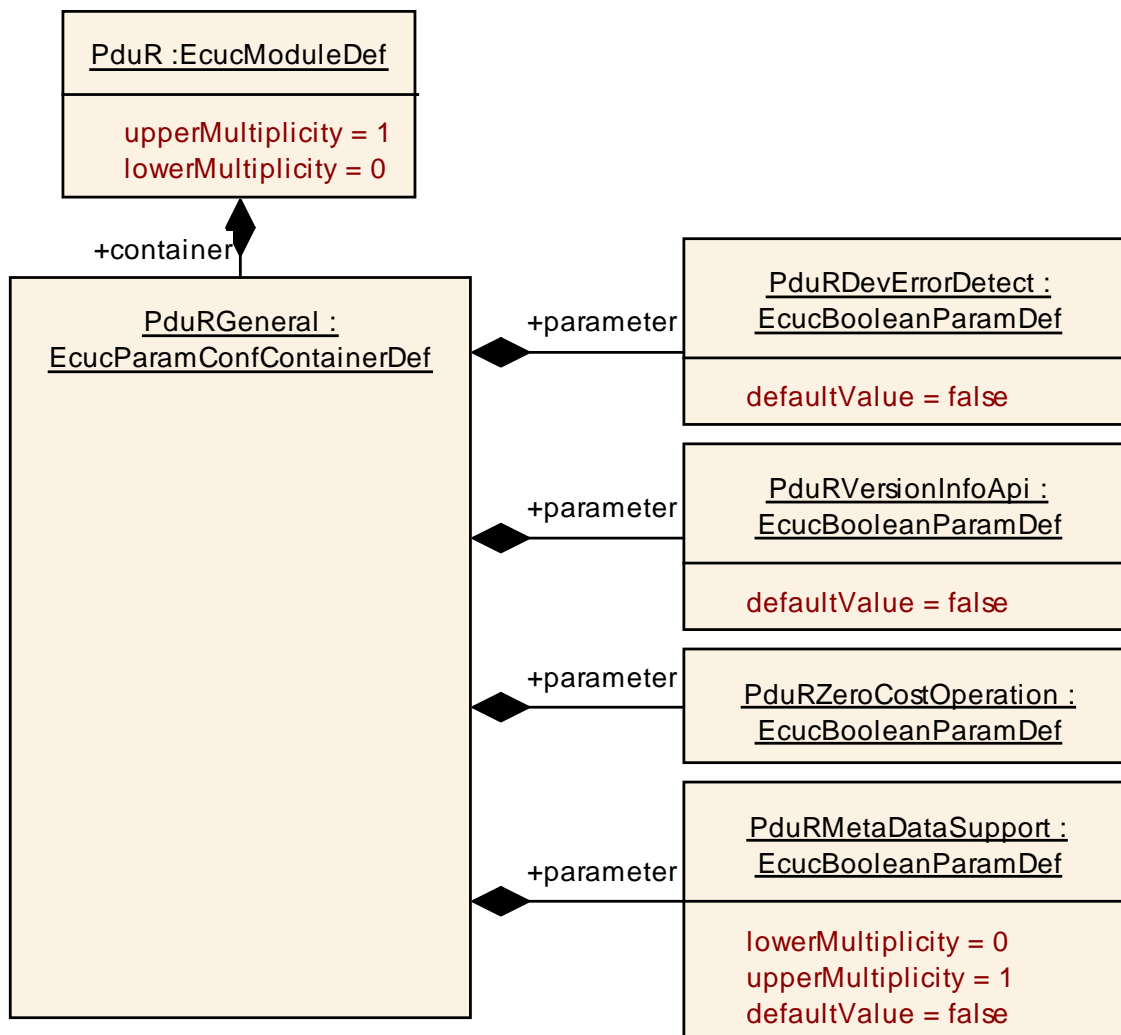 PduR :EcucModuleDef
upperMultiplicity = 1
lowerMultiplicity = 0
+container
PduRGeneral :
EcucParamConfContainerDef
+parameter
PduRDevErrorDetect :
EcucBooleanParamDef
defaultValue = false
+parameter
PduRVersionInfoApi :
EcucBooleanParamDef
defaultValue = false
+parameter
PduRZeroCostOperation :
EcucBooleanParamDef
+parameter
PduRMetaDataSupport :
EcucBooleanParamDef
lowerMultiplicity = 0
upperMultiplicity = 1
defaultValue = false